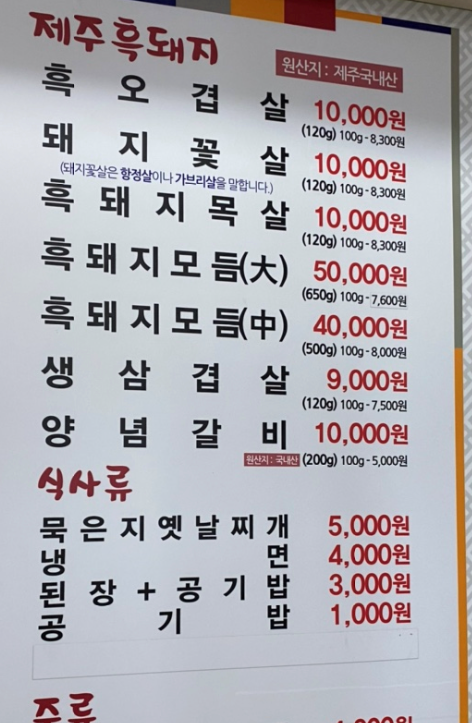 제주흑돼지
원산지 : 제주국내산
흑오겹살 10,000원
(120g) 100g - 8,300원
돼지꽃살 10,000원
(돼지꽃살은 항정살이나 가브리살을 말합니다.)
(120g) 100g - 8,300원
흑돼지목살 10,000원
(120g) 100g - 8,300원
흑돼지모듬(大) 50,000원
(650g) 100g - 7,600원
흑돼지모듬(中) 40,000원
(500g) 100g - 8,000원
생삼겹살 9,000원
(120g) 100g - 7,500원
양념갈비 10,000원
원산지 : 국내산 (200g) 100g - 5,000원
식사류
묵은지옛날찌개 5,000원
냉면 4,000원
된장+공기밥 3,000원
공기밥 1,000원
주류